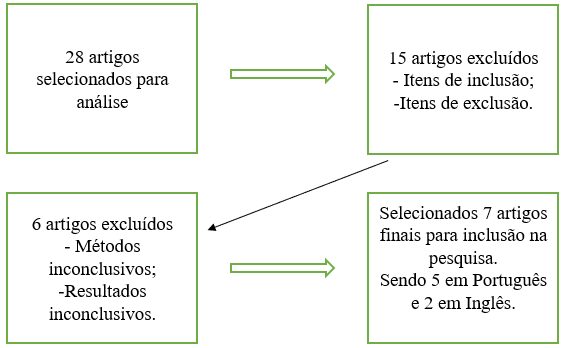 28 artigos
selecionados para
análise
15 artigos excluídos
- Itens de inclusão;
-Itens de exclusão.
6 artigos excluídos
- Métodos
inconclusivos;
-Resultados
inconclusivos.
Selecionados 7 artigos
finais para inclusão na
pesquisa.
Sendo 5 em Português
e 2 em Inglês.